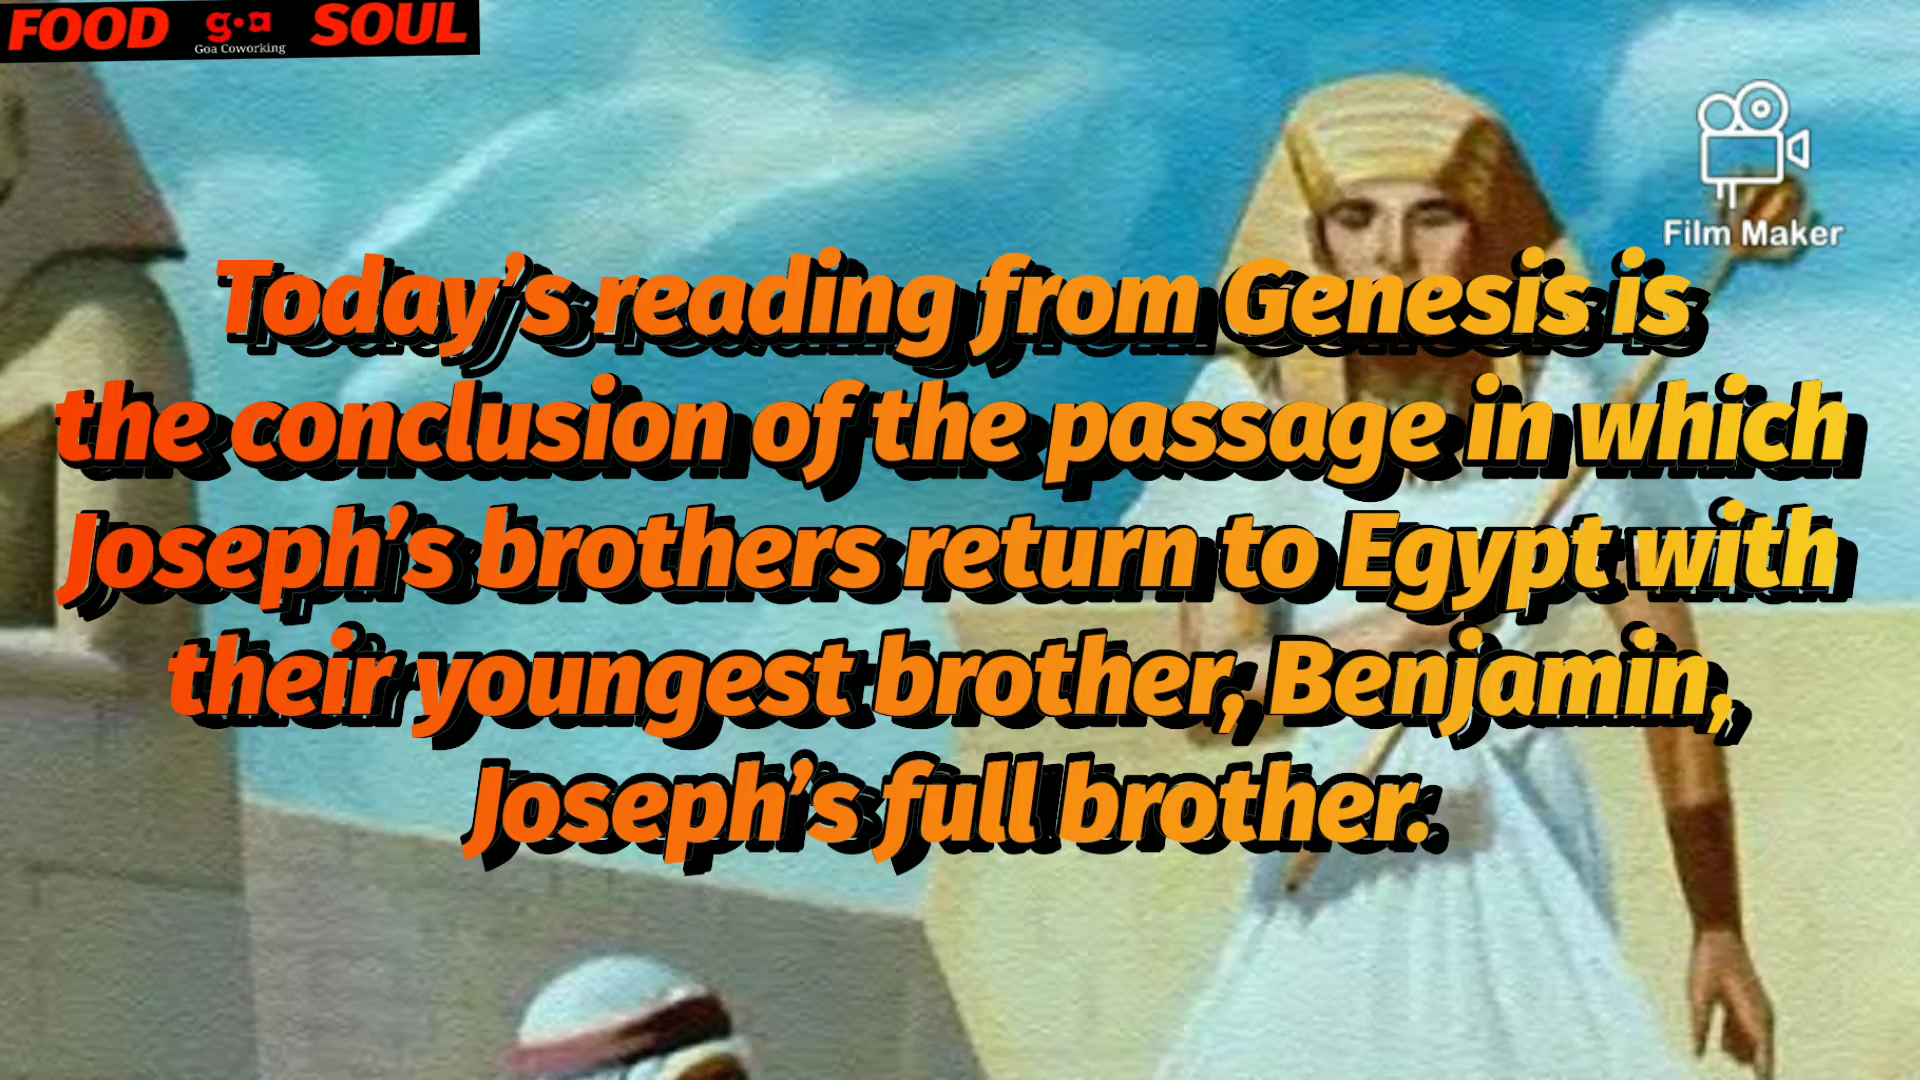 FOOD g•a SOUL
Goa Coworking
Film Maker
Today’s reading from Genesis is
the conclusion of the passage in which
Joseph’s brothers return to Egypt with
their youngest brother, Benjamin,
Joseph’s full brother.